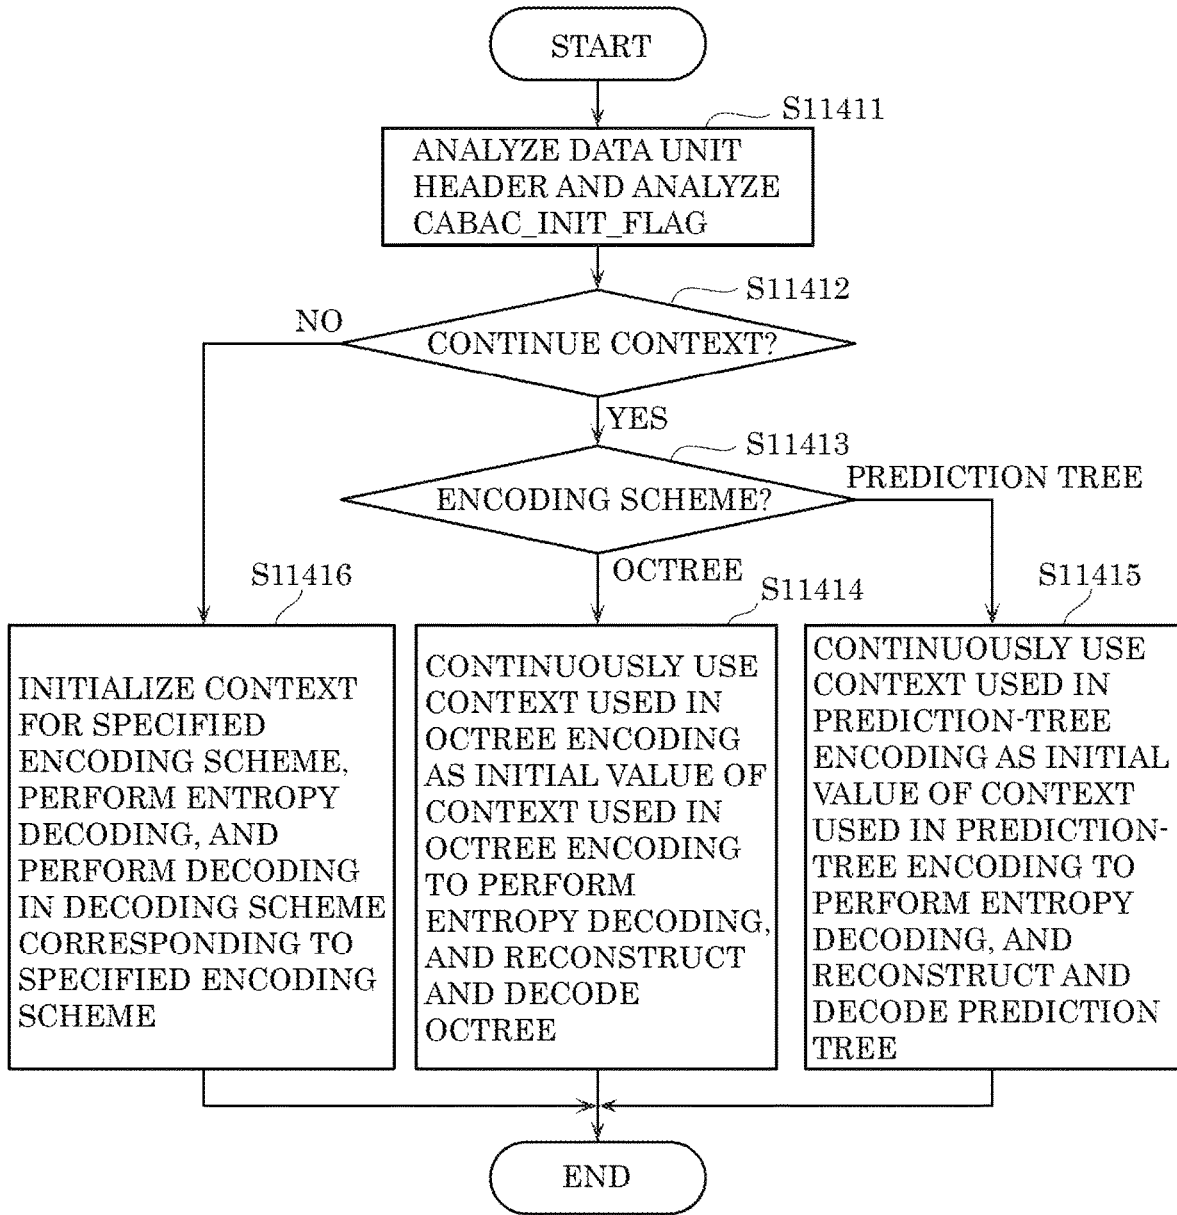 START
S11411
ANALYZE DATA UNIT
HEADER AND ANALYZE
CABAC_INIT_FLAG
S11412
NO
CONTINUE CONTEXT?
YES
S11413
PREDICTION TREE
ENCODING SCHEME?
OCTREE
S11416
INITIALIZE CONTEXT
FOR SPECIFIED
ENCODING SCHEME,
PERFORM ENTROPY
DECODING, AND
PERFORM DECODING
IN DECODING SCHEME
CORRESPONDING TO
SPECIFIED ENCODING
SCHEME
S11414
CONTINUOUSLY USE
CONTEXT USED IN
OCTREE ENCODING
AS INITIAL VALUE OF
CONTEXT USED IN
OCTREE ENCODING
TO PERFORM
ENTROPY DECODING,
AND RECONSTRUCT
AND DECODE
OCTREE
S11415
CONTINUOUSLY USE
CONTEXT USED IN
PREDICTION-TREE
ENCODING AS INITIAL
VALUE OF CONTEXT
USED IN PREDICTION-
TREE ENCODING TO
PERFORM ENTROPY
DECODING, AND
RECONSTRUCT AND
DECODE PREDICTION
TREE
END